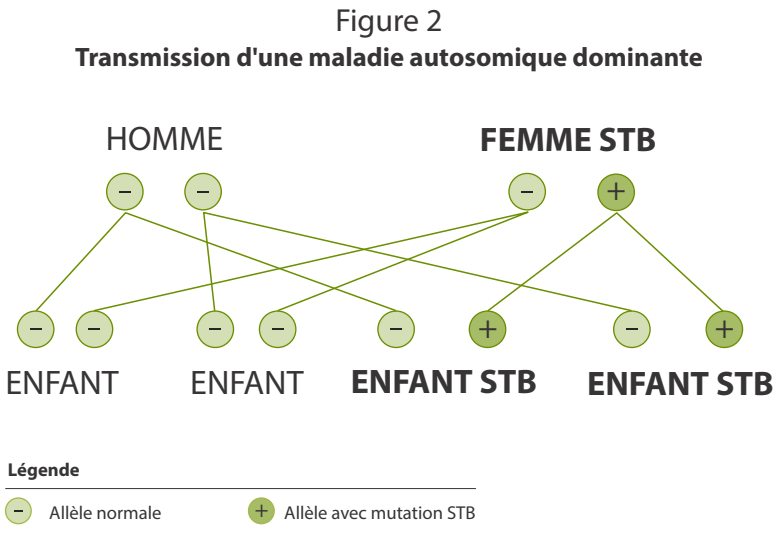 Figure 2
Transmission d'une maladie autosomique dominante
HOMME FEMME STB
− − − +
− − − − − + − +
ENFANT ENFANT ENFANT STB ENFANT STB
Légende
− Allèle normale + Allèle avec mutation STB